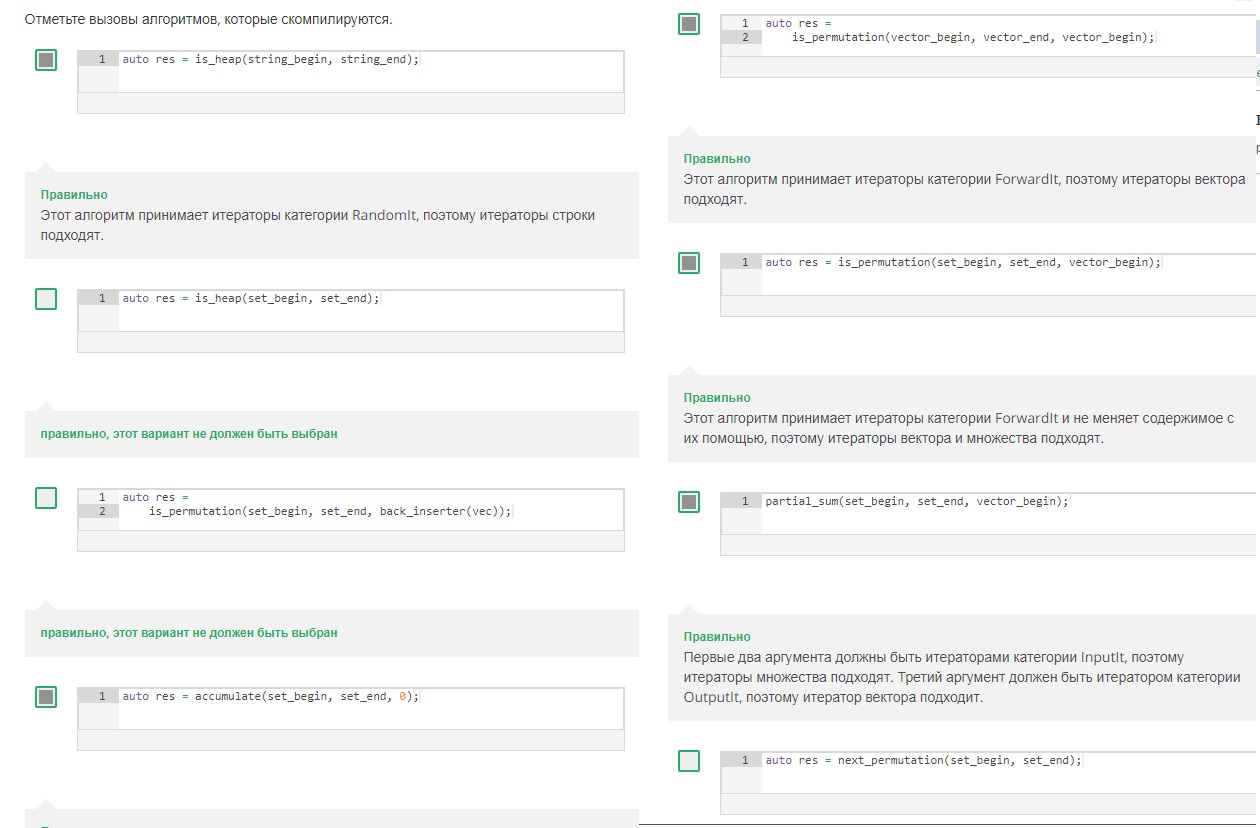 Отметьте вызовы алгоритмов, которые скомпилируются.
1 auto res = is_heap(string_begin, string_end);
Правильно
Этот алгоритм принимает итераторы категории RandomIt, поэтому итераторы строки
подходят.
1 auto res = is_heap(set_begin, set_end);
правильно, этот вариант не должен быть выбран
1 auto res =
2     is_permutation(set_begin, set_end, back_inserter(vec));
правильно, этот вариант не должен быть выбран
1 auto res = accumulate(set_begin, set_end, 0);
1 auto res =
2     is_permutation(vector_begin, vector_end, vector_begin);
Правильно
Этот алгоритм принимает итераторы категории ForwardIt, поэтому итераторы вектора
подходят.
1 auto res = is_permutation(set_begin, set_end, vector_begin);
Правильно
Этот алгоритм принимает итераторы категории ForwardIt и не меняет содержимое с
их помощью, поэтому итераторы вектора и множества подходят.
1 partial_sum(set_begin, set_end, vector_begin);
Правильно
Первые два аргумента должны быть итераторами категории InputIt, поэтому
итераторы множества подходят. Третий аргумент должен быть итератором категории
OutputIt, поэтому итератор вектора подходит.
1 auto res = next_permutation(set_begin, set_end);